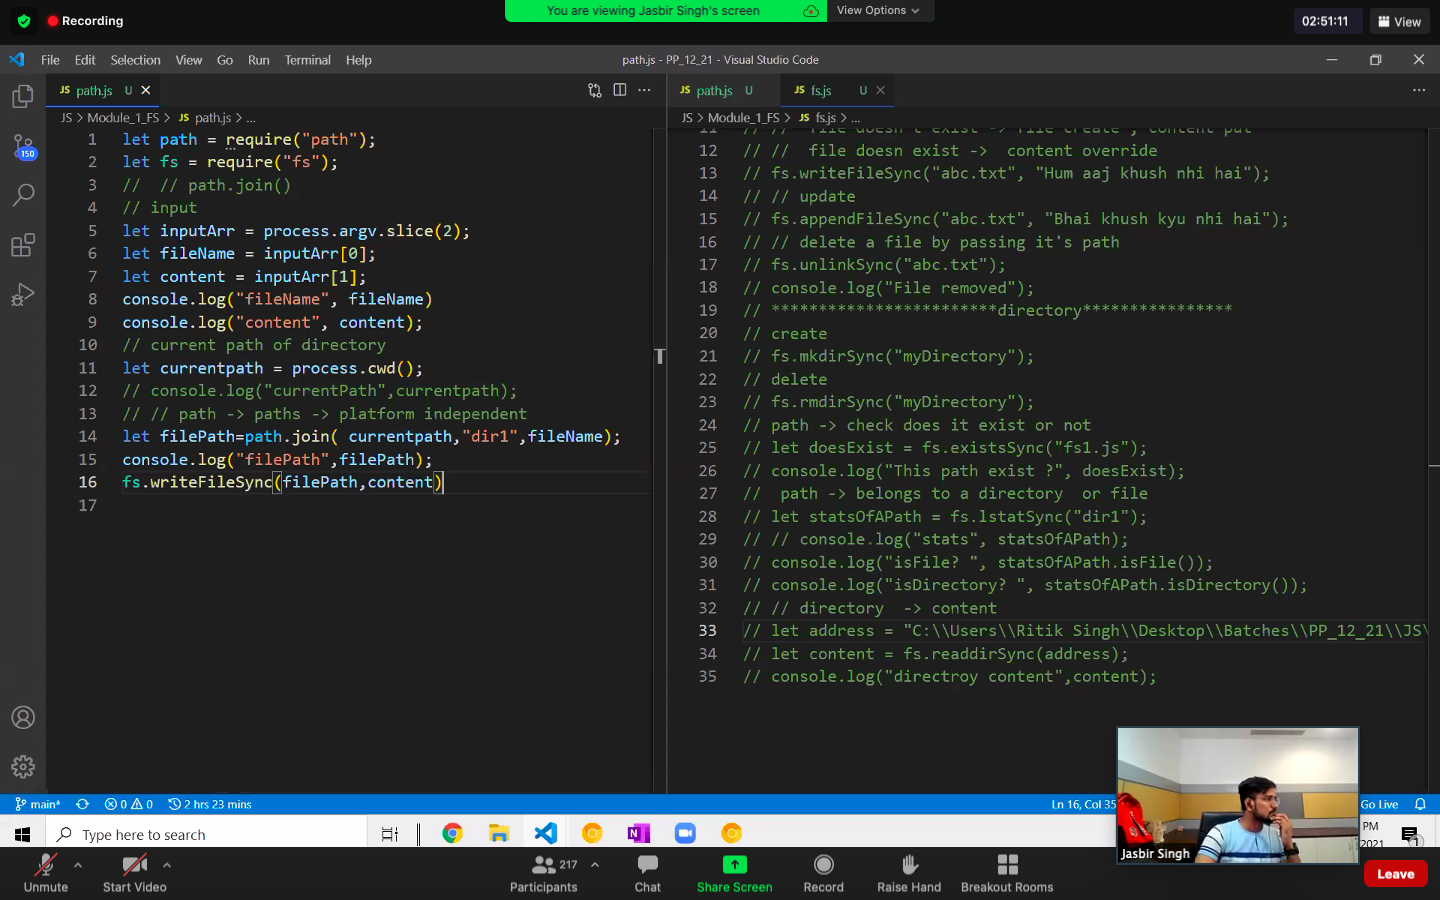 Recording
You are viewing Jasbir Singh's screen
View Options
02:51:11
View
File Edit Selection View Go Run Terminal Help
path.js - PP_12_21 - Visual Studio Code
JS path.js U
JS > Module_1_FS > JS path.js > ...
1 let path = require("path");
2 let fs = require("fs");
3 //  // path.join()
4 // input
5 let inputArr = process.argv.slice(2);
6 let fileName = inputArr[0];
7 let content = inputArr[1];
8 console.log("fileName", fileName)
9 console.log("content", content);
10 // current path of directory
11 let currentpath = process.cwd();
12 // console.log("currentPath",currentpath);
13 // // path -> paths -> platform independent
14 let filePath=path.join( currentpath,"dir1",fileName);
15 console.log("filePath",filePath);
16 fs.writeFileSync(filePath,content)
17
JS path.js U JS fs.js U
JS > Module_1_FS > JS fs.js > ...
11 // //  file doesn't exist -> file create , content put
12 // //  file doesn exist ->  content override
13 // fs.writeFileSync("abc.txt", "Hum aaj khush nhi hai");
14 // // update
15 // fs.appendFileSync("abc.txt", "Bhai khush kyu nhi hai");
16 // // delete a file by passing it's path
17 // fs.unlinkSync("abc.txt");
18 // console.log("File removed");
19 // ************************directory****************
20 // create
21 // fs.mkdirSync("myDirectory");
22 // delete
23 // fs.rmdirSync("myDirectory");
24 // path -> check does it exist or not
25 // let doesExist = fs.existsSync("fs1.js");
26 // console.log("This path exist ?", doesExist);
27 //  path -> belongs to a directory  or file
28 // let statsOfAPath = fs.lstatSync("dir1");
29 // // console.log("stats", statsOfAPath);
30 // console.log("isFile? ", statsOfAPath.isFile());
31 // console.log("isDirectory? ", statsOfAPath.isDirectory());
32 // // directory  -> content
33 // let address = "C:\\Users\\Ritik Singh\\Desktop\\Batches\\PP_12_21\\JS\
34 // let content = fs.readdirSync(address);
35 // console.log("directroy content",content);
150
main* 0 0 2 hrs 23 mins
Ln 16, Col 35
Go Live
Type here to search
PM
2021
1
Jasbir Singh
Unmute
Start Video
217
Participants
Chat
Share Screen
Record
Raise Hand
Breakout Rooms
Leave